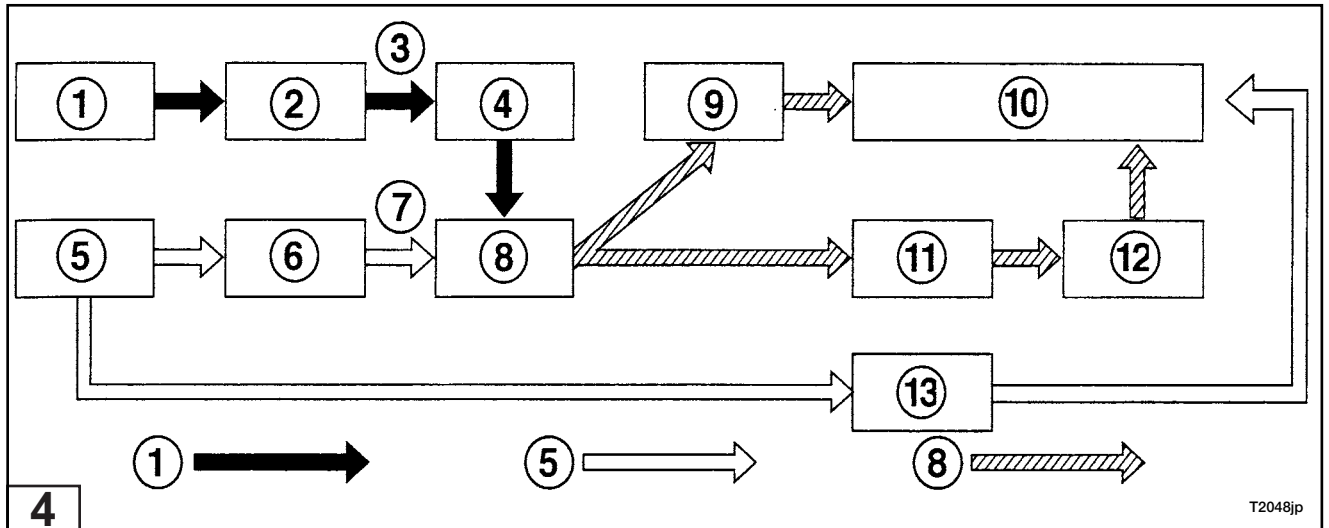 ③
① ② ④ ⑨ ⑩
⑦
⑤ ⑥ ⑧ ⑪ ⑫
⑬
① ⑤ ⑧
4
T2048jp